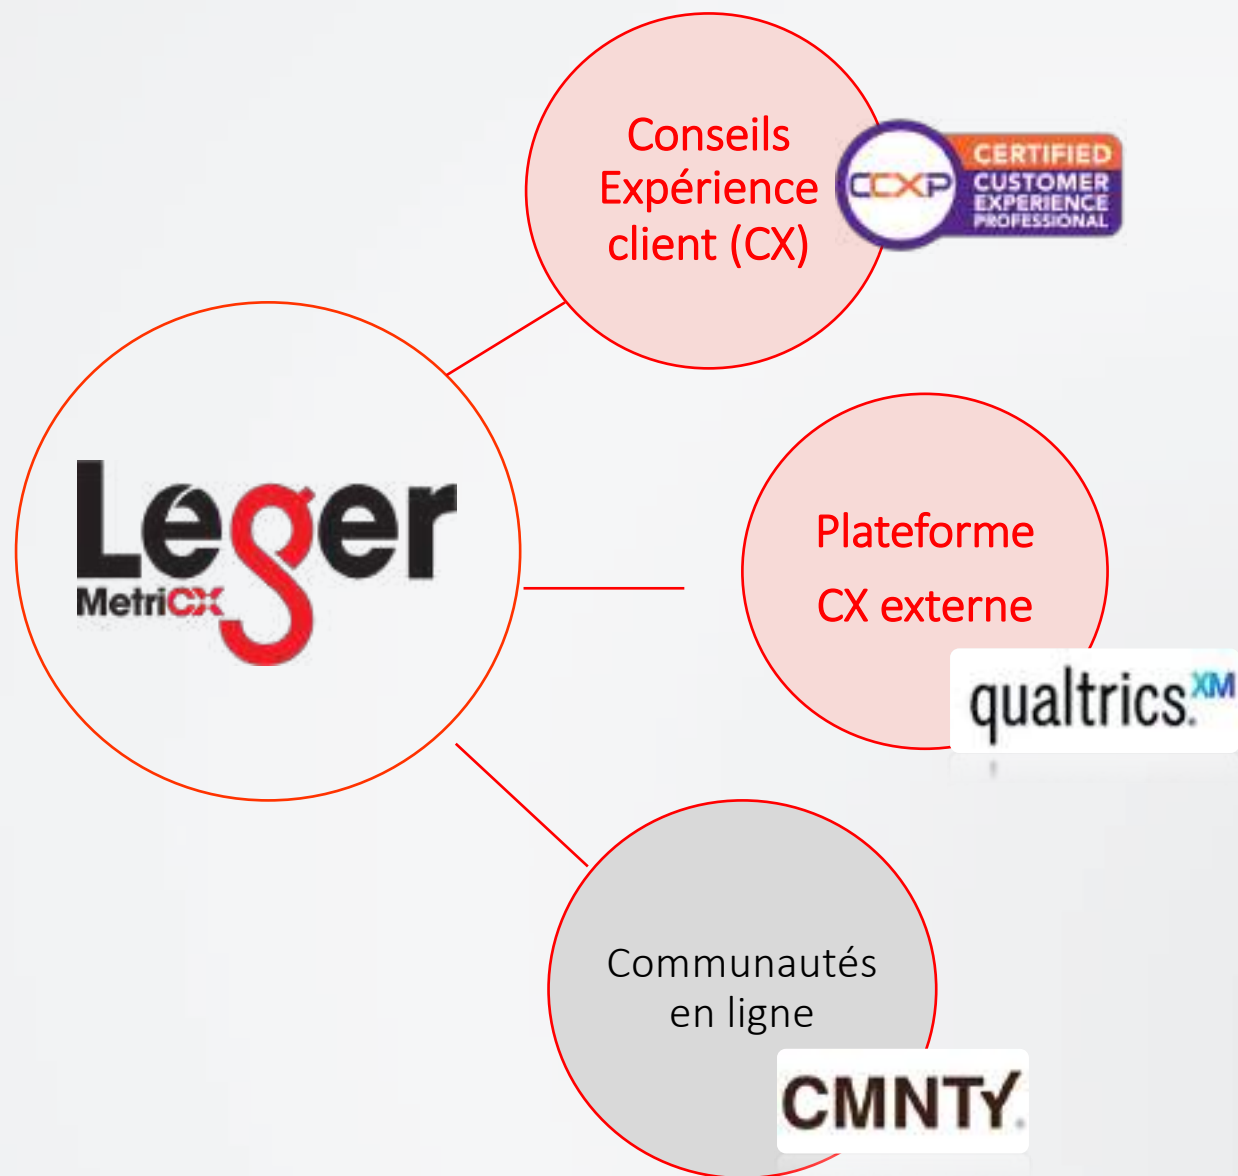 Conseils
Expérience
client (CX)
CCXP
CERTIFIED
CUSTOMER
EXPERIENCE
PROFESSIONAL
Léger
MetriCX
Plateforme
CX externe
qualtrics.XM
Communautés
en ligne
CMNTY